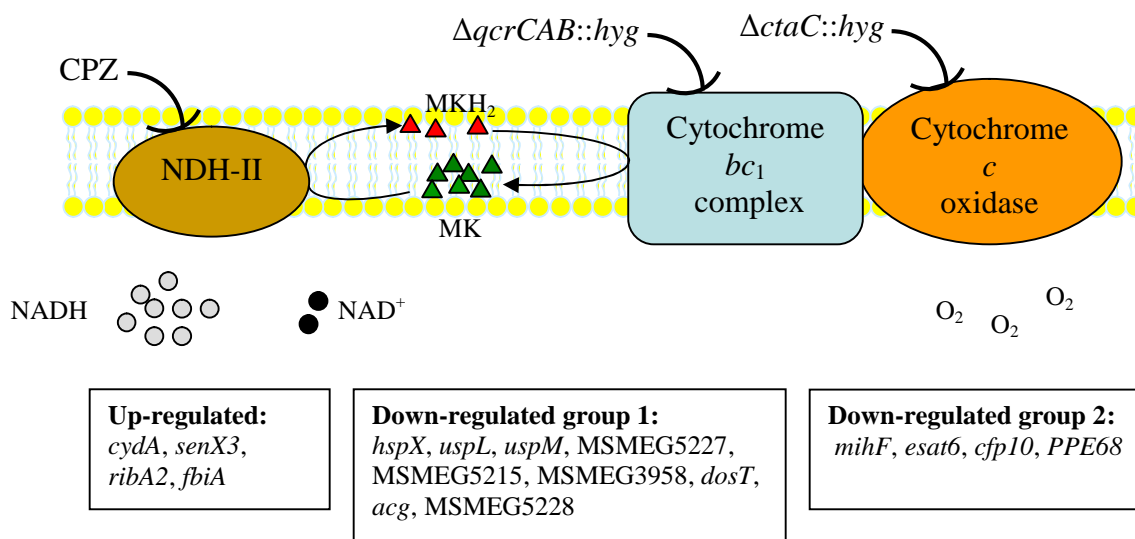 ΔqcrCAB::hyg
ΔctaC::hyg
CPZ
MKH₂
NDH-II
Cytochrome
bc₁
complex
Cytochrome
c
oxidase
MK
NADH
NAD⁺
O₂
O₂
O₂
Up-regulated:
cydA, senX3,
ribA2, fbiA
Down-regulated group 1:
hspX, uspL, uspM, MSMEG5227,
MSMEG5215, MSMEG3958, dosT,
acg, MSMEG5228
Down-regulated group 2:
mihF, esat6, cfp10, PPE68